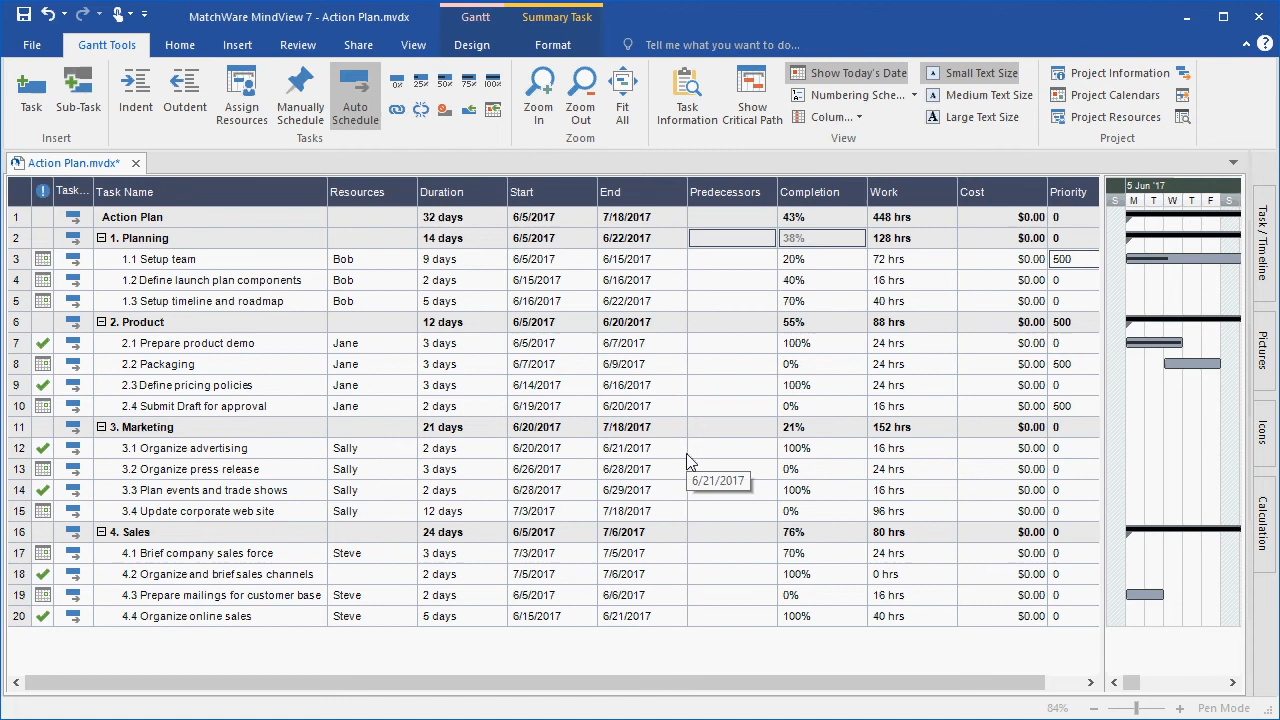 MatchWare MindView 7 - Action Plan.mvdx*
Gantt
Summary Task
File
Gantt Tools
Home
Insert
Review
Share
View
Design
Format
Tell me what you want to do...
Task
Sub-Task
Insert
Indent
Outdent
Assign
Resources
Manually
Schedule
Auto
Schedule
0x
25x
50x
75x
100x
Tasks
Zoom
In
Zoom
Out
Fit
All
Zoom
Task
Information
Show
Critical Path
Show Today's Date
Numbering Sche...
Colum...
Small Text Size
Medium Text Size
Large Text Size
View
Project Information
Project Calendars
Project Resources
Project
Action Plan.mvdx*
Task... Task Name Resources Duration Start End Predecessors Completion Work Cost Priority
5 Jun '17
S M T W T F S
1 Action Plan 32 days 6/5/2017 7/18/2017 43% 448 hrs $0.00 0
2 1. Planning 14 days 6/5/2017 6/22/2017 38% 128 hrs $0.00 0
3 1.1 Setup team Bob 9 days 6/5/2017 6/15/2017 20% 72 hrs $0.00 500
4 1.2 Define launch plan components Bob 2 days 6/15/2017 6/16/2017 40% 16 hrs $0.00 0
5 1.3 Setup timeline and roadmap Bob 5 days 6/16/2017 6/22/2017 70% 40 hrs $0.00 0
6 2. Product 12 days 6/5/2017 6/20/2017 55% 88 hrs $0.00 500
7 2.1 Prepare product demo Jane 3 days 6/5/2017 6/7/2017 100% 24 hrs $0.00 0
8 2.2 Packaging Jane 3 days 6/7/2017 6/9/2017 0% 24 hrs $0.00 500
9 2.3 Define pricing policies Jane 3 days 6/14/2017 6/16/2017 100% 24 hrs $0.00 0
10 2.4 Submit Draft for approval Jane 2 days 6/19/2017 6/20/2017 0% 16 hrs $0.00 500
11 3. Marketing 21 days 6/20/2017 7/18/2017 21% 152 hrs $0.00 0
12 3.1 Organize advertising Sally 2 days 6/20/2017 6/21/2017 100% 16 hrs $0.00 0
13 3.2 Organize press release Sally 3 days 6/26/2017 6/28/2017 0% 24 hrs $0.00 0
6/21/2017
14 3.3 Plan events and trade shows Sally 2 days 6/28/2017 6/29/2017 100% 16 hrs $0.00 0
15 3.4 Update corporate web site Sally 12 days 7/3/2017 7/18/2017 0% 96 hrs $0.00 0
16 4. Sales 24 days 6/5/2017 7/6/2017 76% 80 hrs $0.00 0
17 4.1 Brief company sales force Steve 3 days 7/3/2017 7/5/2017 70% 24 hrs $0.00 0
18 4.2 Organize and brief sales channels 2 days 7/5/2017 7/6/2017 100% 0 hrs $0.00 0
19 4.3 Prepare mailings for customer base Steve 2 days 6/5/2017 6/6/2017 0% 16 hrs $0.00 0
20 4.4 Organize online sales Steve 5 days 6/15/2017 6/21/2017 100% 40 hrs $0.00 0
Task / Timeline
Pictures
Icons
Calculation
84%
Pen Mode